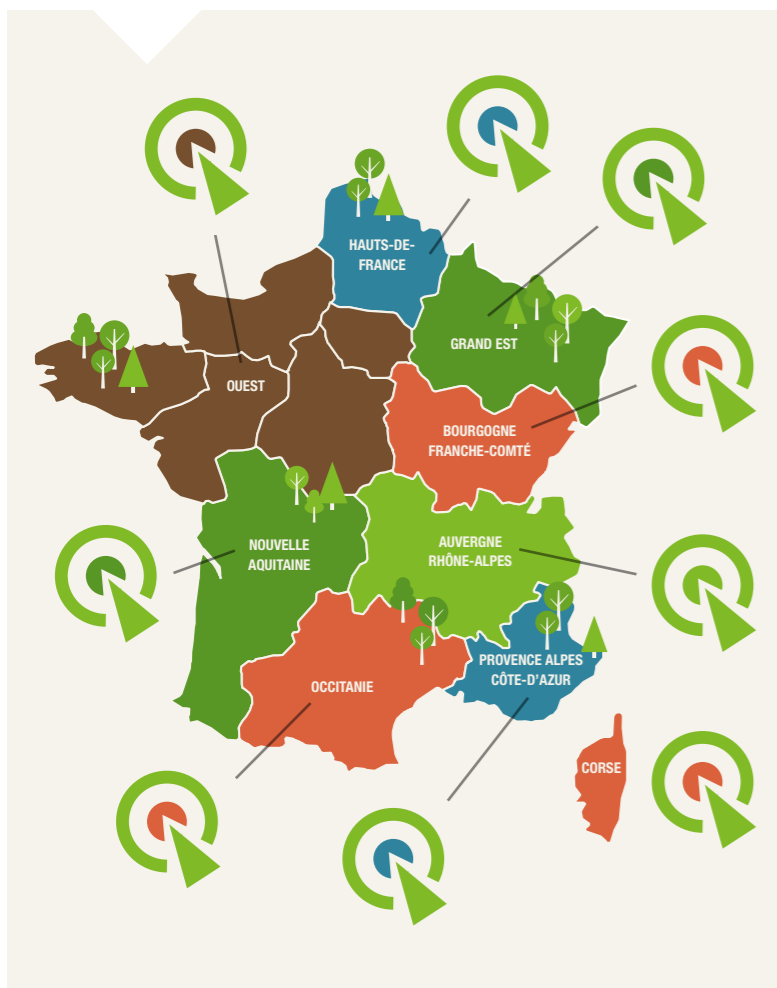 HAUTS-DE-
FRANCE
GRAND EST
OUEST
BOURGOGNE
FRANCHE-COMTÉ
NOUVELLE
AQUITAINE
AUVERGNE
RHÔNE-ALPES
PROVENCE ALPES
CÔTE-D'AZUR
OCCITANIE
CORSE